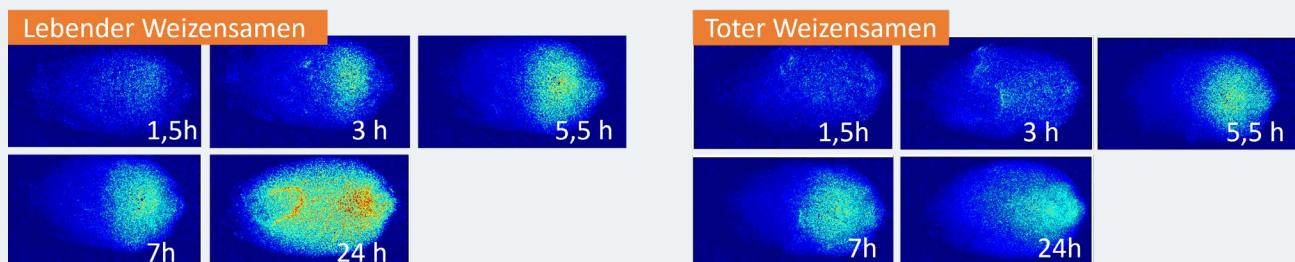 Lebender Weizensamen
1,5h
3 h
5,5 h
7h
24 h
Toter Weizensamen
1,5h
3 h
5,5 h
7h
24h